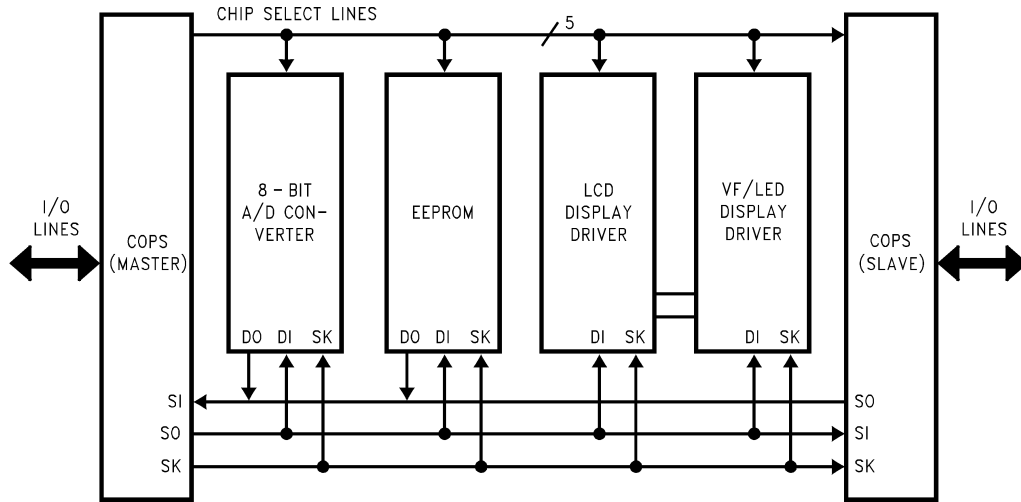 CHIP SELECT LINES
5
I/O
LINES
COPS
(MASTER)
8 – BIT
A/D CON-
VERTER
EEPROM
LCD
DISPLAY
DRIVER
VF/LED
DISPLAY
DRIVER
COPS
(SLAVE)
I/O
LINES
DO DI SK
DO DI SK
DI SK
DI SK
SI
SO
SK
SO
SI
SK